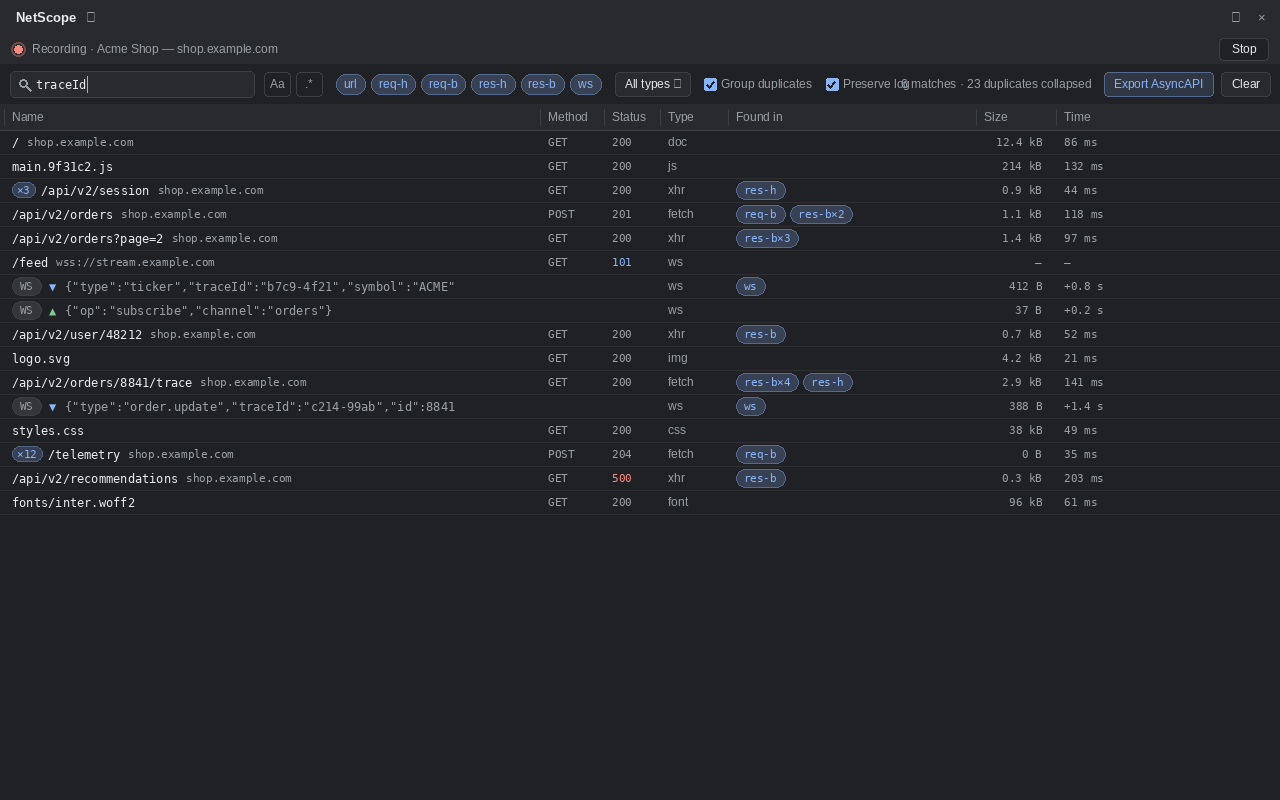 NetScope
Recording · Acme Shop — shop.example.com Stop
traceId Aa .* url req-h req-b res-h res-b ws All types Group duplicates Preserve log matches · 23 duplicates collapsed Export AsyncAPI Clear
Name Method Status Type Found in Size Time
/ shop.example.com GET 200 doc 12.4 kB 86 ms
main.9f31c2.js GET 200 js 214 kB 132 ms
×3 /api/v2/session shop.example.com GET 200 xhr res-h 0.9 kB 44 ms
/api/v2/orders shop.example.com POST 201 fetch req-b res-b×2 1.1 kB 118 ms
/api/v2/orders?page=2 shop.example.com GET 200 xhr res-b×3 1.4 kB 97 ms
/feed wss://stream.example.com GET 101 ws — —
WS ▼ {"type":"ticker","traceId":"b7c9-4f21","symbol":"ACME" ws ws 412 B +0.8 s
WS ▲ {"op":"subscribe","channel":"orders"} ws 37 B +0.2 s
/api/v2/user/48212 shop.example.com GET 200 xhr res-b 0.7 kB 52 ms
logo.svg GET 200 img 4.2 kB 21 ms
/api/v2/orders/8841/trace shop.example.com GET 200 fetch res-b×4 res-h 2.9 kB 141 ms
WS ▼ {"type":"order.update","traceId":"c214-99ab","id":8841 ws ws 388 B +1.4 s
styles.css GET 200 css 38 kB 49 ms
×12 /telemetry shop.example.com POST 204 fetch req-b 0 B 35 ms
/api/v2/recommendations shop.example.com GET 500 xhr res-b 0.3 kB 203 ms
fonts/inter.woff2 GET 200 font 96 kB 61 ms